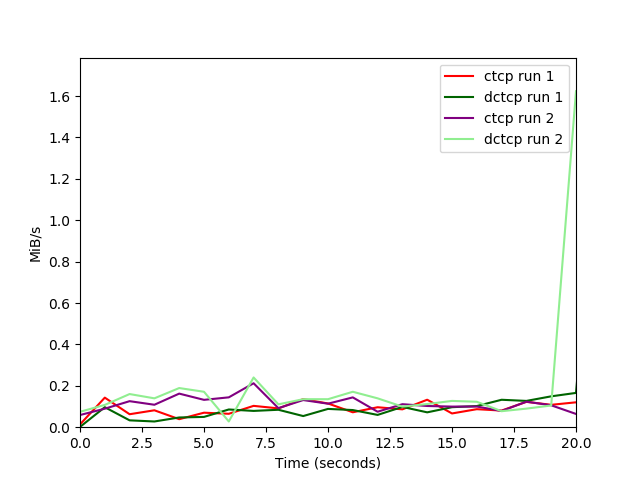 ctcp run 1
dctcp run 1
ctcp run 2
dctcp run 2
MiB/s
1.6
1.4
1.2
1.0
0.8
0.6
0.4
0.2
0.0
0.0 2.5 5.0 7.5 10.0 12.5 15.0 17.5 20.0
Time (seconds)